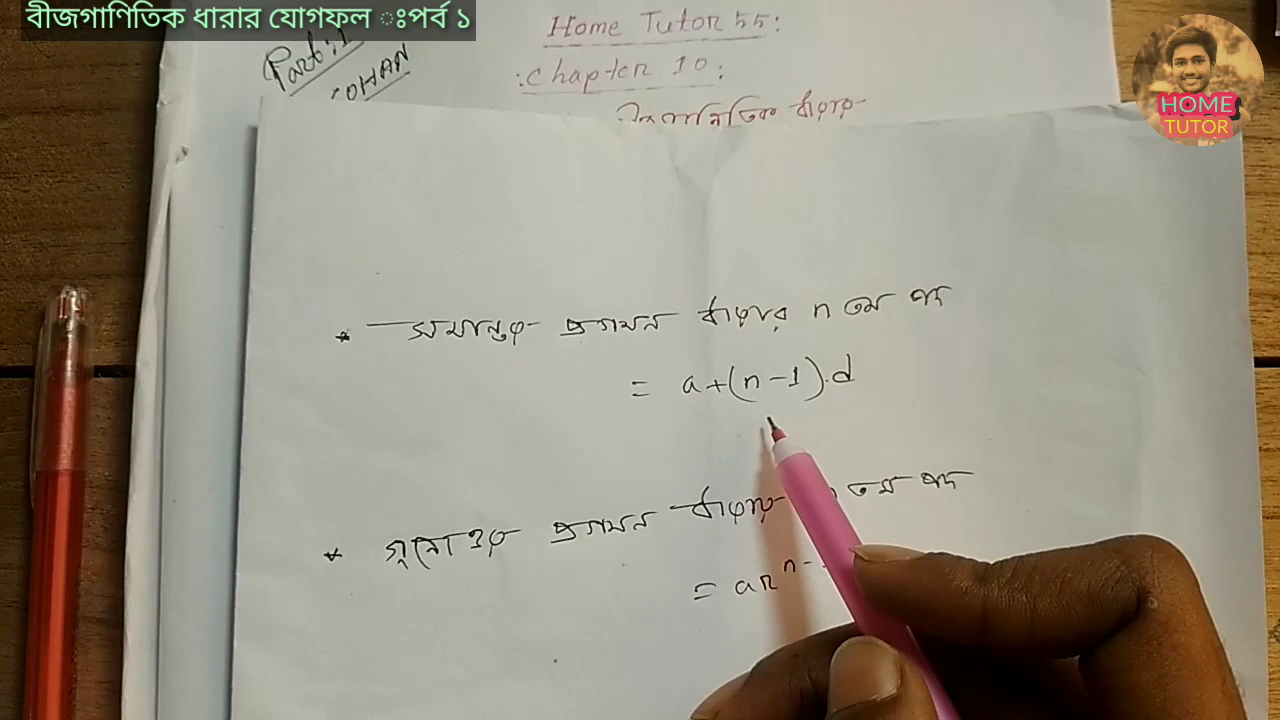 বীজগাণিতিক ধারার যোগফল ঃপর্ব ১
Home Tutor 55:
Part:1
:Chapter 10:
HOME
TUTOR
* সমান্তর প্রগমন ধাঁড়ার n তম পদ
= a+(n-1).d
* গুনোত্তর প্রগমন ধাঁড়ার তম পদ
= ar^n-